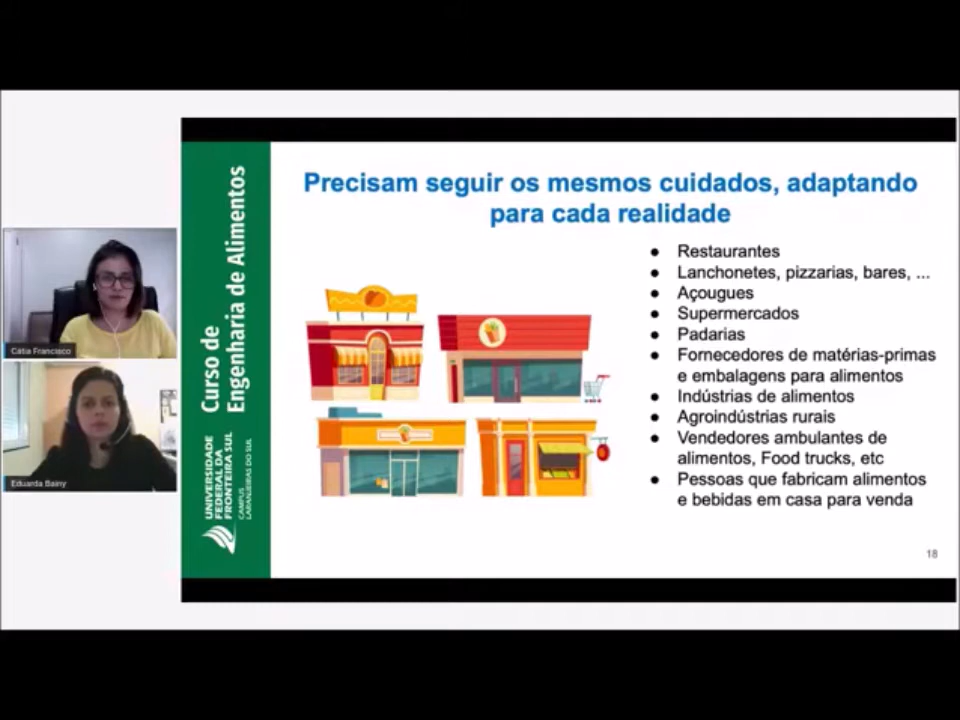 Precisam seguir os mesmos cuidados, adaptando
para cada realidade
● Restaurantes
● Lanchonetes, pizzarias, bares, ...
● Açougues
● Supermercados
● Padarias
● Fornecedores de matérias-primas
e embalagens para alimentos
● Indústrias de alimentos
● Agroindústrias rurais
● Vendedores ambulantes de
alimentos, Food trucks, etc
● Pessoas que fabricam alimentos
e bebidas em casa para venda
18
Curso de
Engenharia de Alimentos
UNIVERSIDADE
FEDERAL DA
FRONTEIRA SUL
CAMPUS
LARANJEIRAS DO SUL
Cátia Francisco
Eduarda Bainy